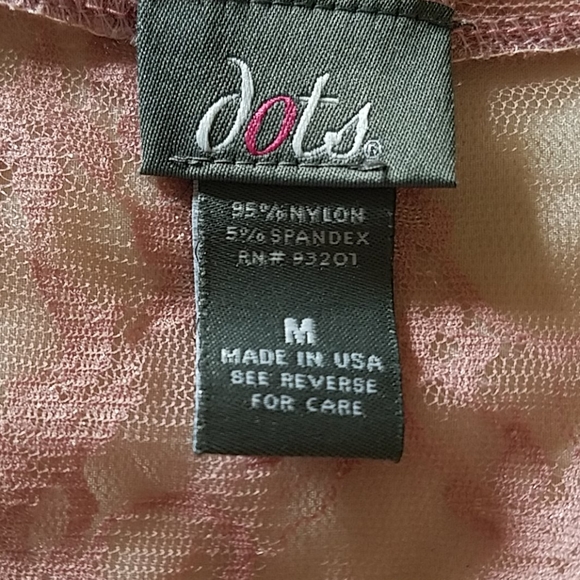 dots®
95% NYLON
5% SPANDEX
RN# 93201
M
MADE IN USA
SEE REVERSE
FOR CARE